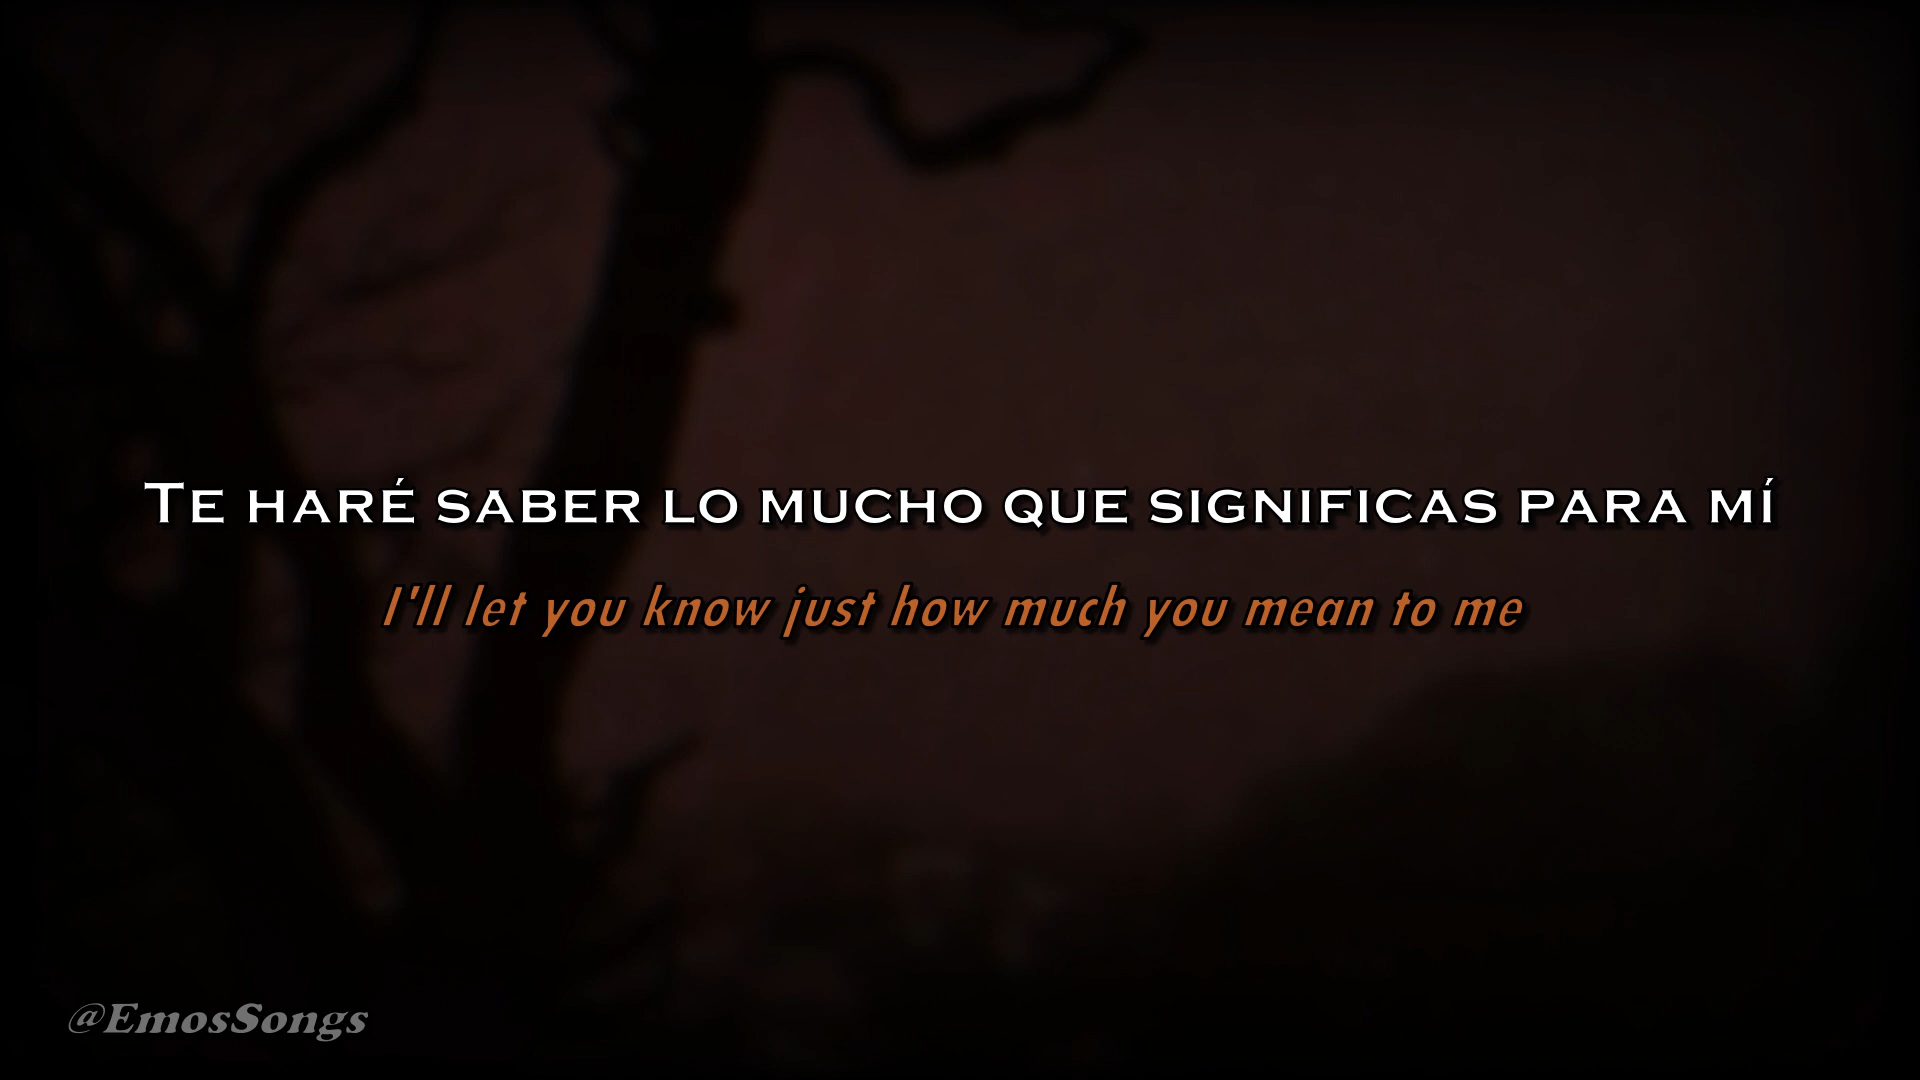 Te haré saber lo mucho que significas para mí
I'll let you know just how much you mean to me
@EmosSongs